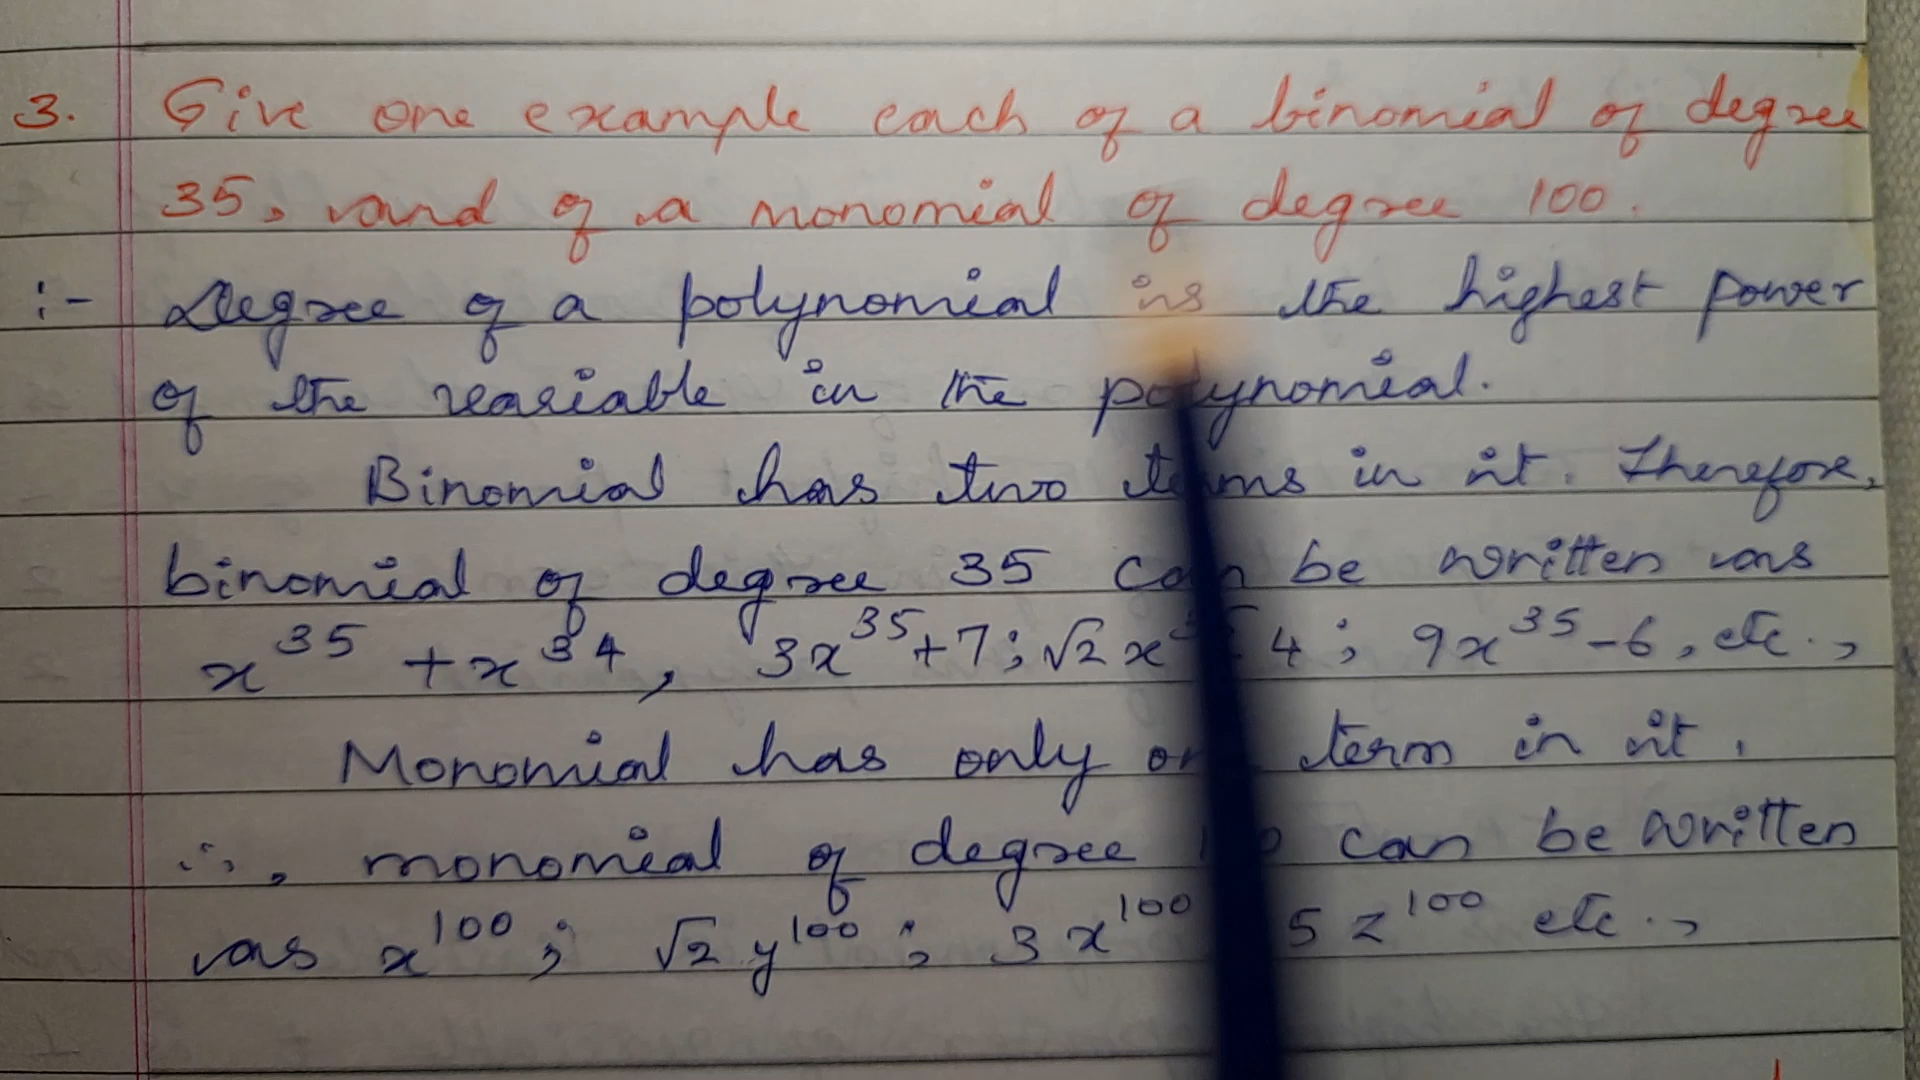 3. Give one example each of a binomial of degree
35, and of a monomial of degree 100.
:- Degree of a polynomial is the highest power
of the variable in the polynomial.
Binomial has two terms in it. Therefore,
binomial of degree 35 can be written as
x³⁵ + x³⁴, 3x³⁵ + 7; √2 x 4; 9x³⁵ - 6, etc.,
Monomial has only term in it.
∴, monomial of degree can be written
as x¹⁰⁰; √2 y¹⁰⁰; 3x¹⁰⁰ 5z¹⁰⁰ etc.,